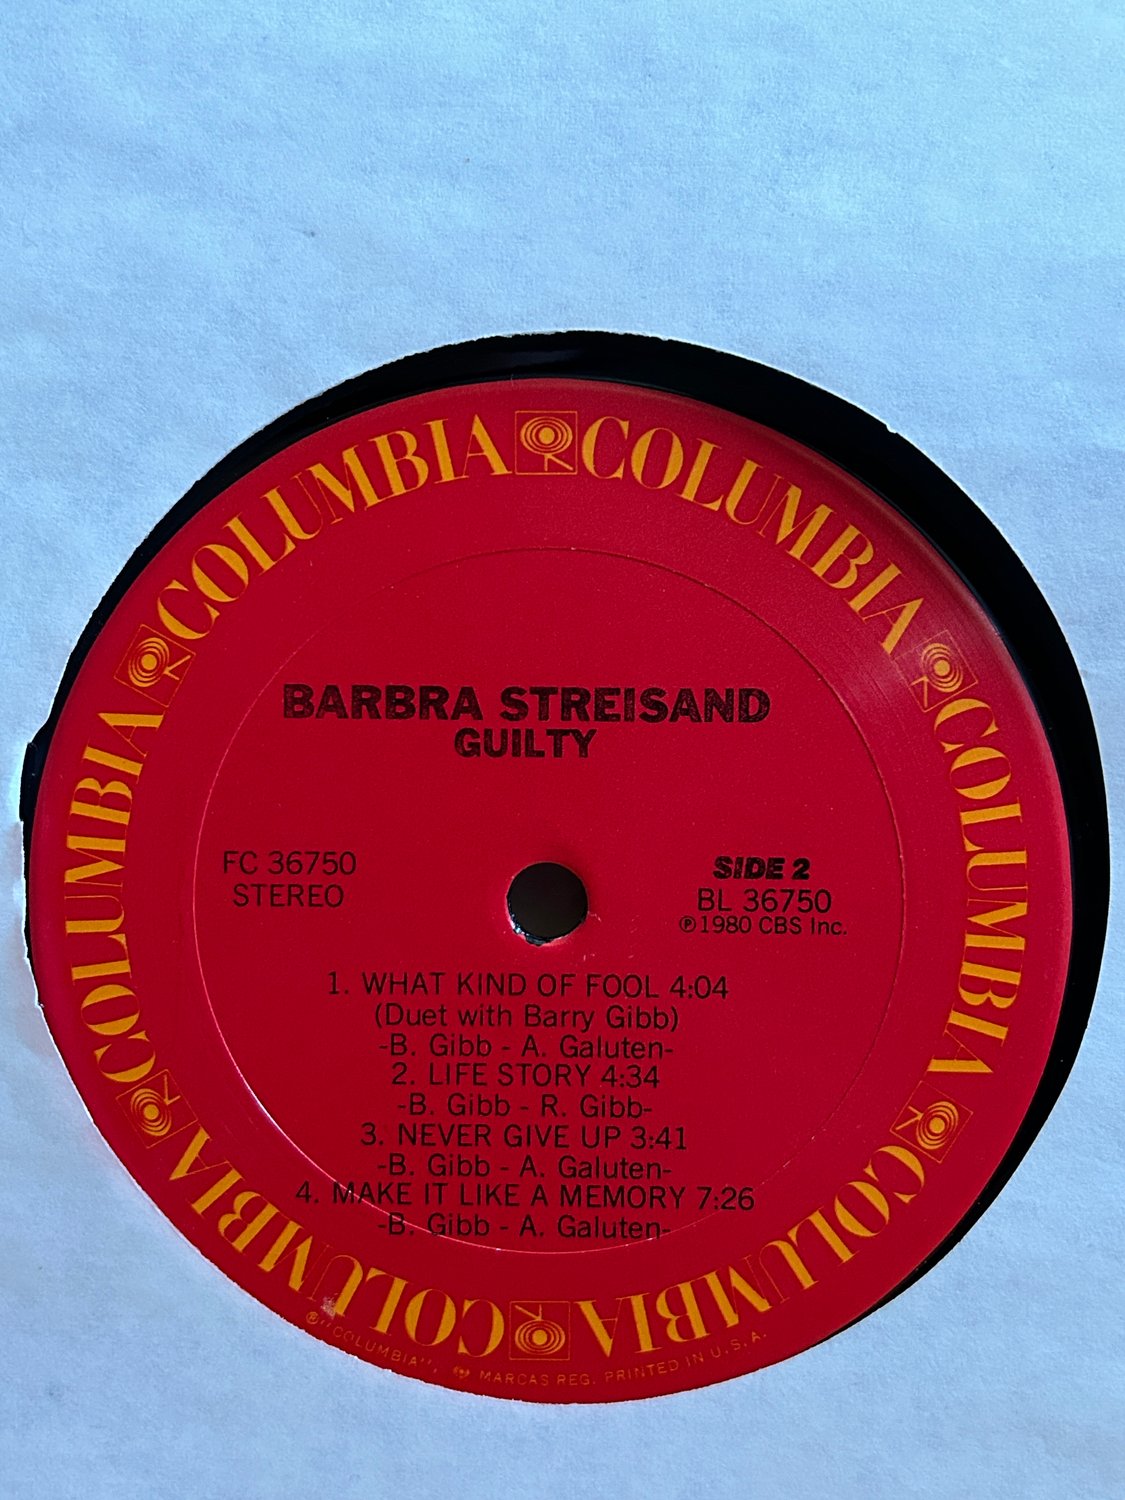 COLUMBIA COLUMBIA COLUMBIA COLUMBIA COLUMBIA COLUMBIA COLUMBIA COLUMBIA
BARBRA STREISAND
GUILTY
FC 36750
STEREO
SIDE 2
BL 36750
℗1980 CBS Inc.
1. WHAT KIND OF FOOL 4:04
(Duet with Barry Gibb)
-B. Gibb - A. Galuten-
2. LIFE STORY 4:34
-B. Gibb - R. Gibb-
3. NEVER GIVE UP 3:41
-B. Gibb - A. Galuten-
4. MAKE IT LIKE A MEMORY 7:26
-B. Gibb - A. Galuten-
® "COLUMBIA", MARCAS REG. PRINTED IN U.S.A.